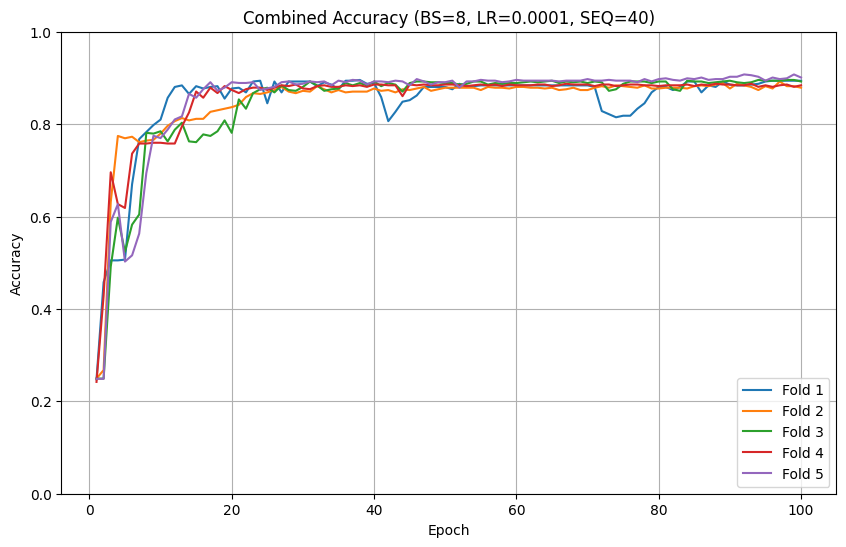 Combined Accuracy (BS=8, LR=0.0001, SEQ=40)
1.0
0.8
0.6
0.4
0.2
0.0
Accuracy
0 20 40 60 80 100
Epoch
Fold 1
Fold 2
Fold 3
Fold 4
Fold 5